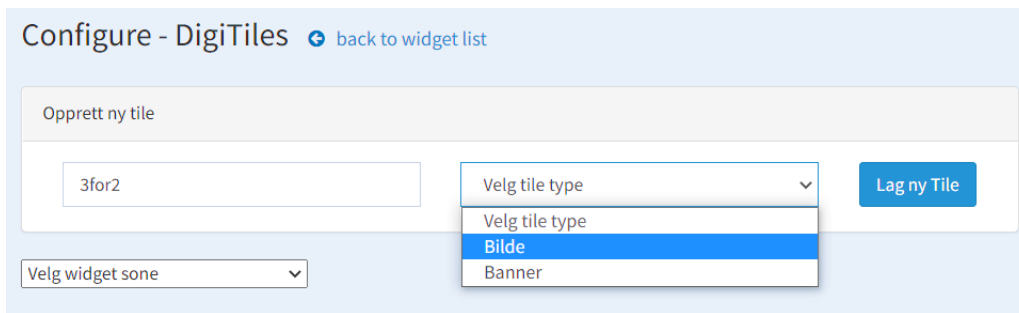 Configure - DigiTiles back to widget list
Opprett ny tile
3for2 Velg tile type Lag ny Tile
Velg tile type
Bilde
Banner
Velg widget sone